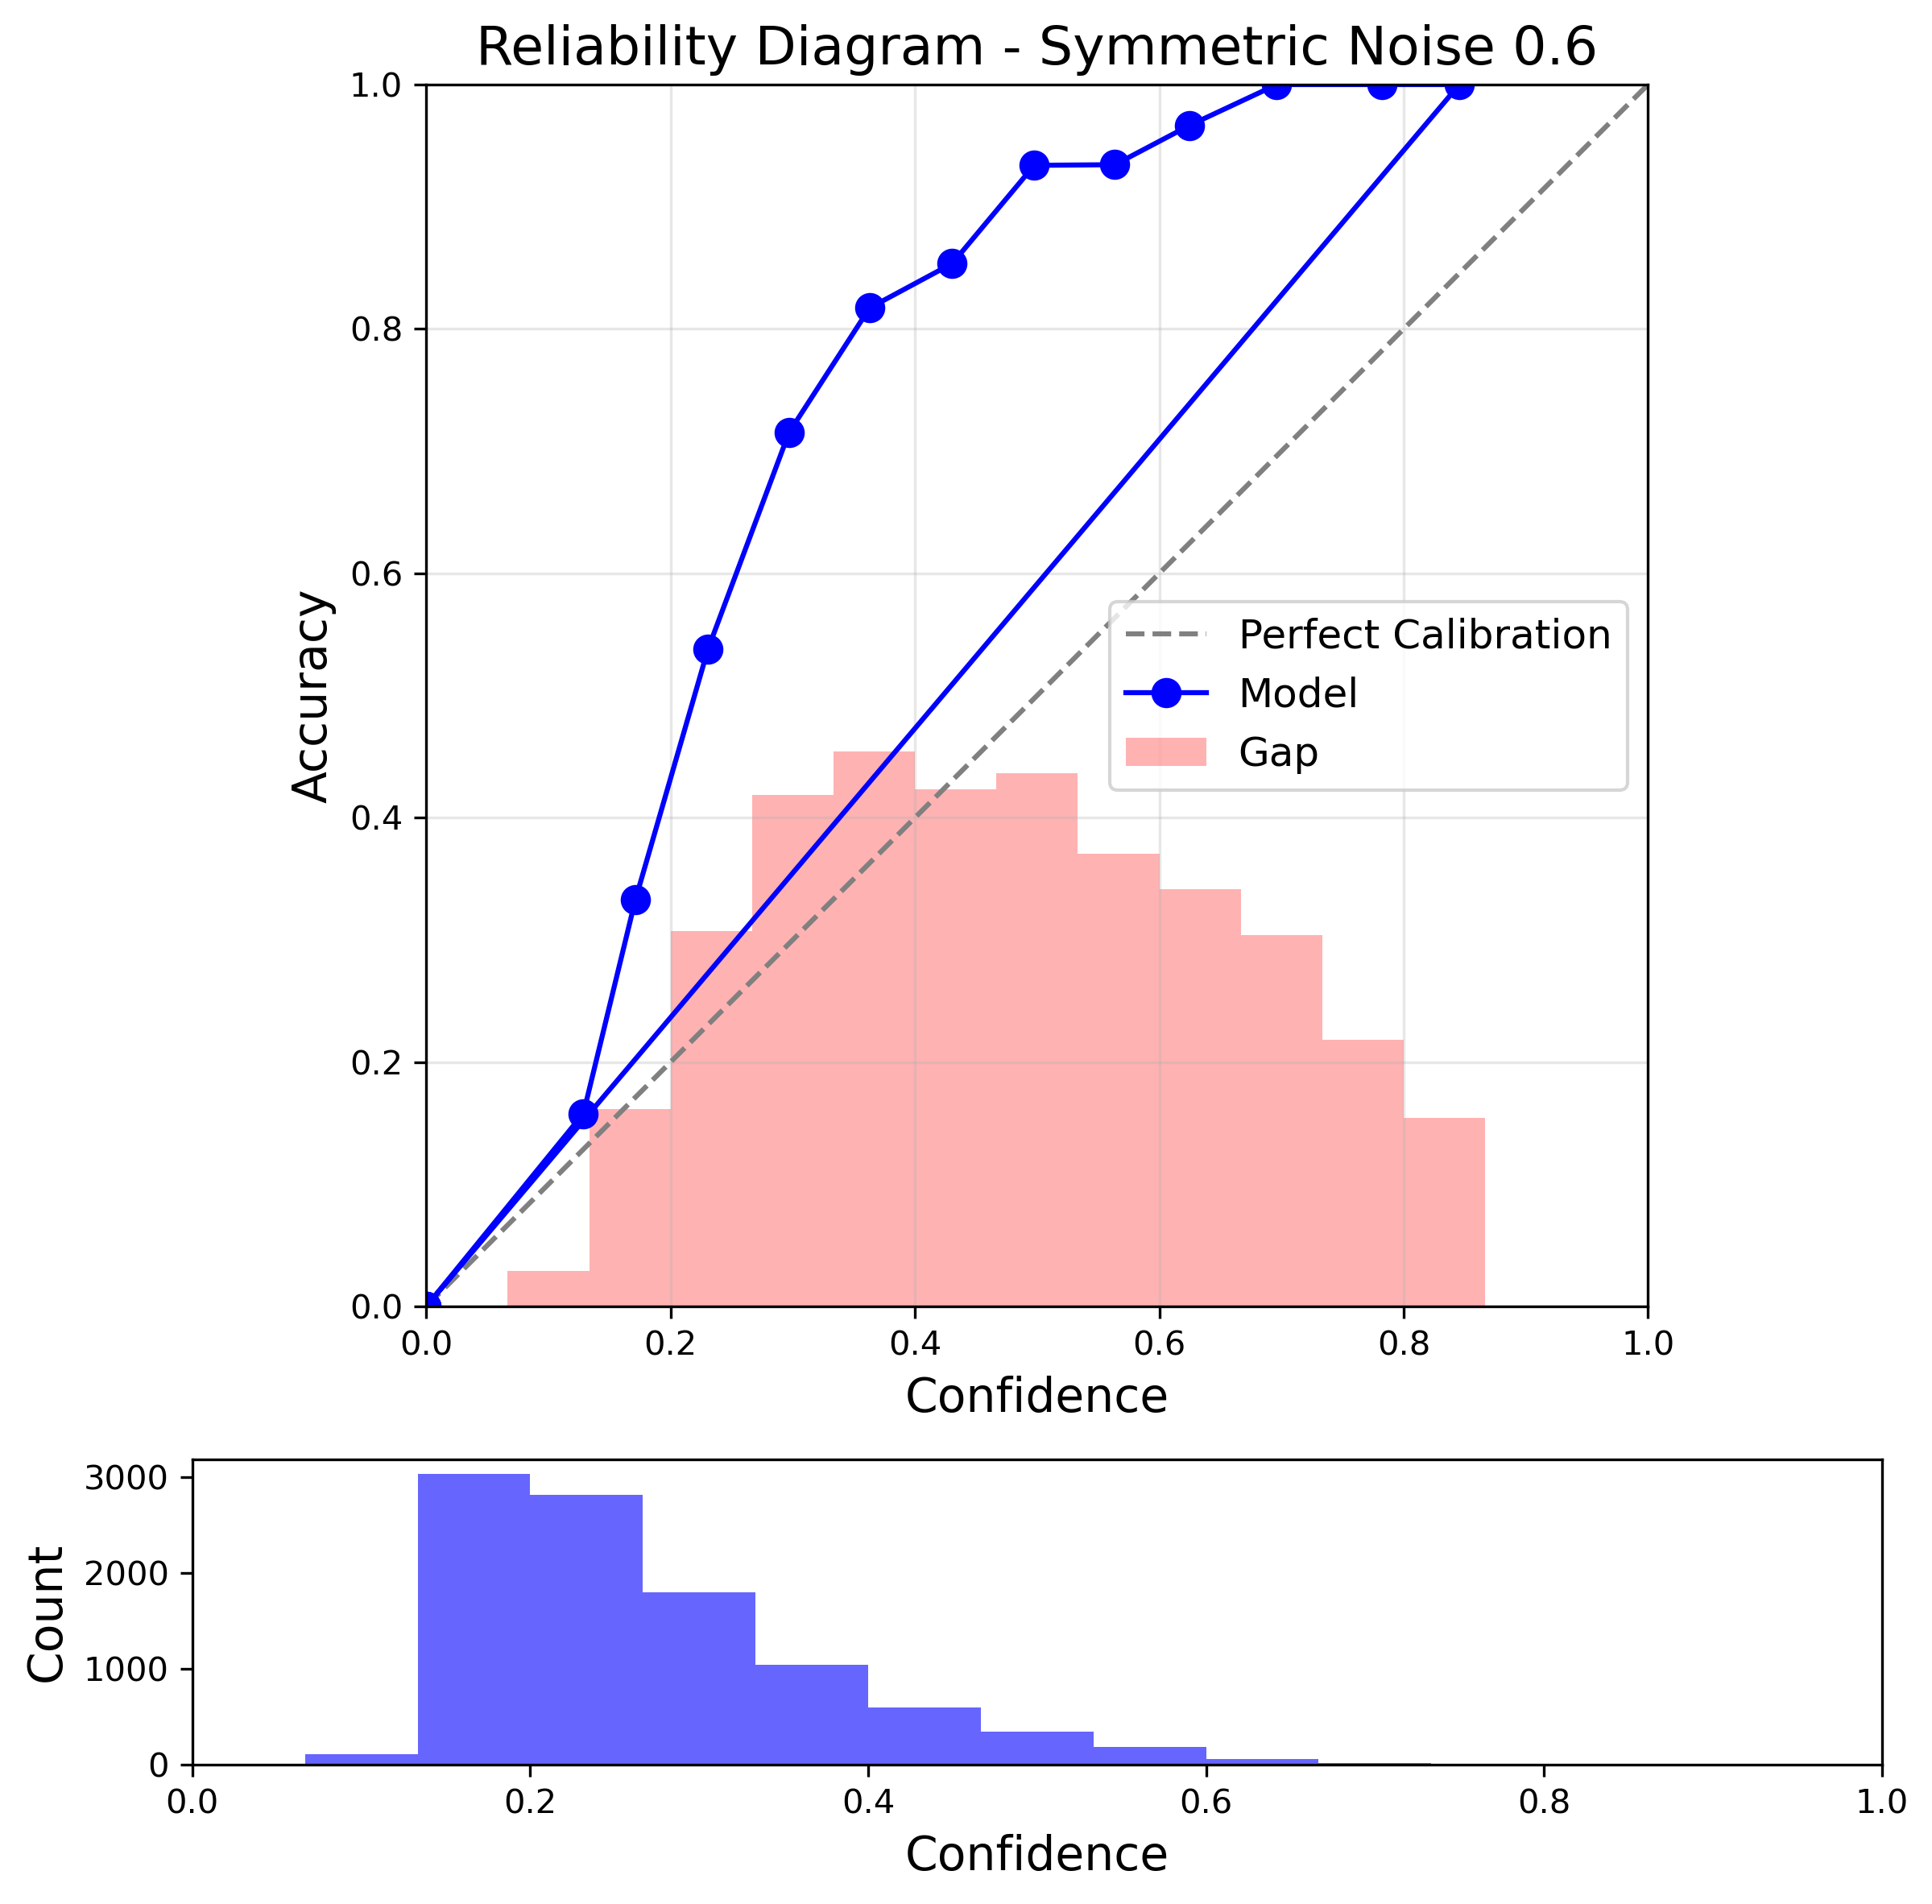 Reliability Diagram - Symmetric Noise 0.6
1.0
0.8
0.6
0.4
0.2
0.0
Accuracy
Perfect Calibration
Model
Gap
0.0 0.2 0.4 0.6 0.8 1.0
Confidence
3000
2000
1000
0
Count
0.0 0.2 0.4 0.6 0.8 1.0
Confidence